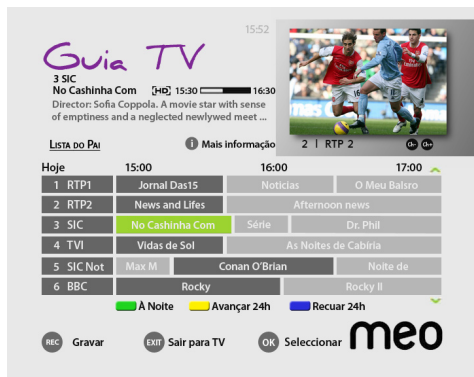 15:52
Guia TV
3 SIC
No Cashinha Com HD 15:30 16:30
Director: Sofia Coppola. A movie star with sense
of emptiness and a neglected newlywed meet ...
Lista do Pai i Mais informação 2 | RTP 2 ch- ch+
Hoje 15:00 16:00 17:00
1 RTP1 Jornal Das15 Noticias O Meu Balsro
2 RTP2 News and Lifes Afternoon news
3 SIC No Cashinha Com Série Dr. Phil
4 TVI Vidas de Sol As Noites de Cabíria
5 SIC Not Max M Conan O'Brian Noite de
6 BBC Rocky Rocky II
À Noite Avançar 24h Recuar 24h
REC Gravar EXIT Sair para TV OK Seleccionar meo